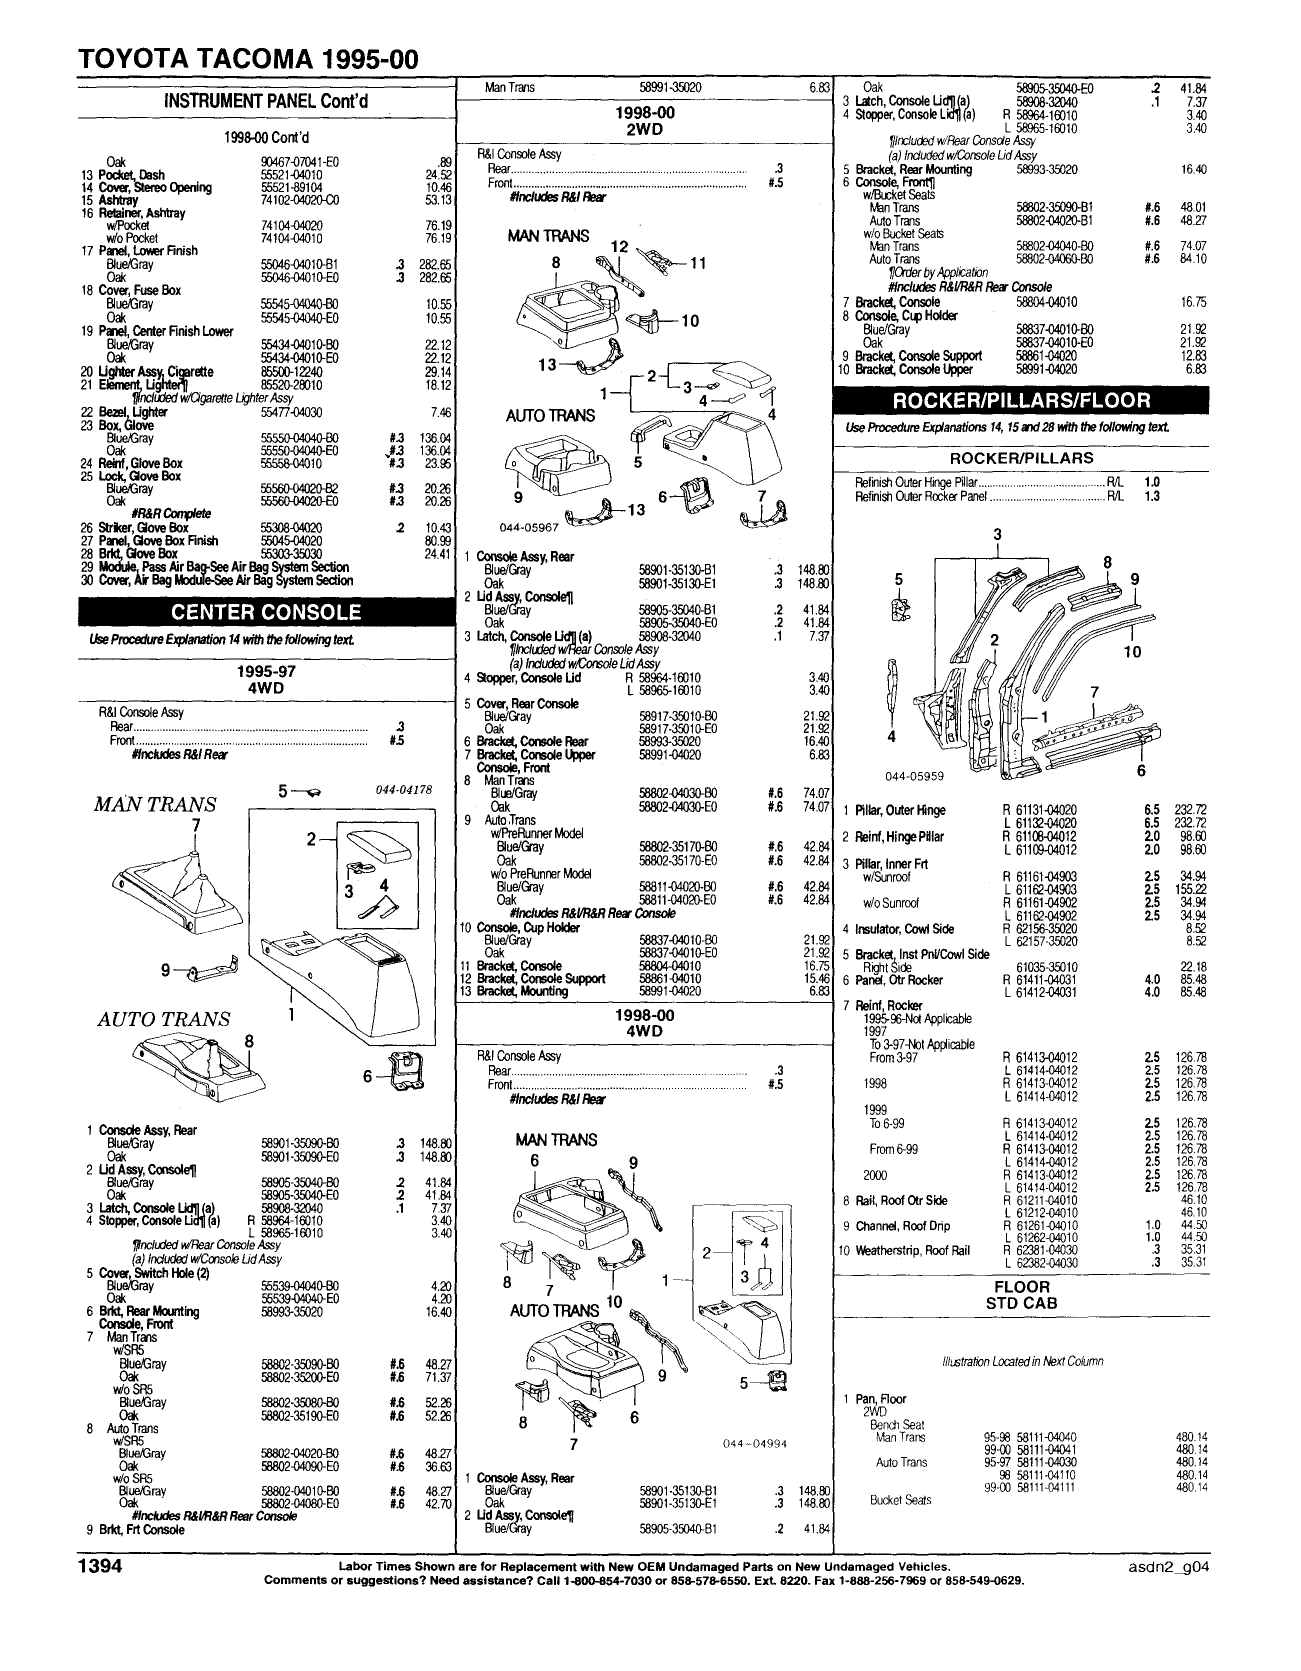 TOYOTA TACOMA 1995-00
INSTRUMENT PANEL Cont'd
1998-00 Cont'd
Oak 90467-07041-E0 .89
13 Pocket, Dash 55521-04010 24.52
14 Cover, Stereo Opening 55521-89104 10.46
15 Ashtray 74102-04020-C0 53.13
16 Retainer, Ashtray
w/Pocket 74104-04020 76.19
w/o Pocket 74104-04010 76.19
17 Panel, Lower Finish
Blue/Gray 55046-04010-B1 .3 282.65
Oak 55046-04010-E0 .3 282.65
18 Cover, Fuse Box
Blue/Gray 55545-04040-B0 10.55
Oak 55545-04040-E0 10.55
19 Panel, Center Finish Lower
Blue/Gray 55434-04010-B0 22.12
Oak 55434-04010-E0 22.12
20 Lighter Assy, Cigarette 85500-12240 29.14
21 Element, Lighter¶ 85520-28010 18.12
¶Included w/Cigarette Lighter Assy
22 Bezel, Lighter 55477-04030 7.46
23 Box, Glove
Blue/Gray 55550-04040-B0 #.3 136.04
Oak 55550-04040-E0 #.3 136.04
24 Reinf, Glove Box 55558-04010 #.3 23.95
25 Lock, Glove Box
Blue/Gray 55560-04020-B2 #.3 20.26
Oak 55560-04020-E0 #.3 20.26
#R&R Complete
26 Striker, Glove Box 55308-04020 .2 10.43
27 Panel, Glove Box Finish 55045-04020 80.99
28 Brkt, Glove Box 55303-35030 24.41
29 Module, Pass Air Bag-See Air Bag System Section
30 Cover, Air Bag Module-See Air Bag System Section
CENTER CONSOLE
Use Procedure Explanation 14 with the following text.
1995-97
4WD
R&I Console Assy
Rear .3
Front #.5
#Includes R&I Rear
MAN TRANS
5
044-04178
7
2
3 4
9
1
AUTO TRANS
8
6
1 Console Assy, Rear
Blue/Gray 58901-35090-B0 .3 148.80
Oak 58901-35090-E0 .3 148.80
2 Lid Assy, Console¶
Blue/Gray 58905-35040-B0 .2 41.84
Oak 58905-35040-E0 .2 41.84
3 Latch, Console Lid¶ (a) 58908-32040 .1 7.37
4 Stopper, Console Lid¶ (a) R 58964-16010 3.40
L 58965-16010 3.40
¶Included w/Rear Console Assy
(a) Included w/Console Lid Assy
5 Cover, Switch Hole (2)
Blue/Gray 55539-04040-B0 4.20
Oak 55539-04040-E0 4.20
6 Brkt, Rear Mounting 58993-35020 16.40
Console, Front
7 Man Trans
w/SR5
Blue/Gray 58802-35090-B0 #.6 48.27
Oak 58802-35200-E0 #.6 71.37
w/o SR5
Blue/Gray 58802-35080-B0 #.6 52.26
Oak 58802-35190-E0 #.6 52.26
8 Auto Trans
w/SR5
Blue/Gray 58802-04020-B0 #.6 48.27
Oak 58802-04090-E0 #.6 36.63
w/o SR5
Blue/Gray 58802-04010-B0 #.6 48.27
Oak 58802-04080-E0 #.6 42.70
#Includes R&I/R&R Rear Console
9 Brkt, Frt Console
Man Trans 58991-35020 6.83
1998-00
2WD
R&I Console Assy
Rear .3
Front #.5
#Includes R&I Rear
MAN TRANS
12
8
11
10
13
2
3
1
4
AUTO TRANS
4
5
9
6
7
13
044-05967
1 Console Assy, Rear
Blue/Gray 58901-35130-B1 .3 148.80
Oak 58901-35130-E1 .3 148.80
2 Lid Assy, Console¶
Blue/Gray 58905-35040-B1 .2 41.84
Oak 58905-35040-E0 .2 41.84
3 Latch, Console Lid¶ (a) 58908-32040 .1 7.37
¶Included w/Rear Console Assy
(a) Included w/Console Lid Assy
4 Stopper, Console Lid R 58964-16010 3.40
L 58965-16010 3.40
5 Cover, Rear Console
Blue/Gray 58917-35010-B0 21.92
Oak 58917-35010-E0 21.92
6 Bracket, Console Rear 58993-35020 16.40
7 Bracket, Console Upper 58991-04020 6.83
Console, Front
8 Man Trans
Blue/Gray 58802-04030-B0 #.6 74.07
Oak 58802-04030-E0 #.6 74.07
9 Auto Trans
w/PreRunner Model
Blue/Gray 58802-35170-B0 #.6 42.84
Oak 58802-35170-E0 #.6 42.84
w/o PreRunner Model
Blue/Gray 58811-04020-B0 #.6 42.84
Oak 58811-04020-E0 #.6 42.84
#Includes R&I/R&R Rear Console
10 Console, Cup Holder
Blue/Gray 58837-04010-B0 21.92
Oak 58837-04010-E0 21.92
11 Bracket, Console 58804-04010 16.75
12 Bracket, Console Support 58861-04010 15.46
13 Bracket, Mounting 58991-04020 6.83
1998-00
4WD
R&I Console Assy
Rear .3
Front #.5
#Includes R&I Rear
MAN TRANS
6 9
2
4
1
3
8 7
AUTO TRANS 10
9
5
8
6
7
044-04994
1 Console Assy, Rear
Blue/Gray 58901-35130-B1 .3 148.80
Oak 58901-35130-E1 .3 148.80
2 Lid Assy, Console¶
Blue/Gray 58905-35040-B1 .2 41.84
Oak 58905-35040-E0 .2 41.84
3 Latch, Console Lid¶ (a) 58908-32040 .1 7.37
4 Stopper, Console Lid¶ (a) R 58964-16010 3.40
L 58965-16010 3.40
¶Included w/Rear Console Assy
(a) Included w/Console Lid Assy
5 Bracket, Rear Mounting 58993-35020 16.40
6 Console, Front¶
w/Bucket Seats
Man Trans 58802-35090-B1 #.6 48.01
Auto Trans 58802-04020-B1 #.6 48.27
w/o Bucket Seats
Man Trans 58802-04040-B0 #.6 74.07
Auto Trans 58802-04060-B0 #.6 84.10
¶Order by Application
#Includes R&I/R&R Rear Console
7 Bracket, Console 58804-04010 16.75
8 Console, Cup Holder
Blue/Gray 58837-04010-B0 21.92
Oak 58837-04010-E0 21.92
9 Bracket, Console Support 58861-04020 12.83
10 Bracket, Console Upper 58991-04020 6.83
ROCKER/PILLARS/FLOOR
Use Procedure Explanations 14, 15 and 28 with the following text.
ROCKER/PILLARS
Refinish Outer Hinge Pillar R/L 1.0
Refinish Outer Rocker Panel R/L 1.3
3
8
5
9
2
10
7
1
4
044-05959
6
1 Pillar, Outer Hinge R 61131-04020 6.5 232.72
L 61132-04020 6.5 232.72
2 Reinf, Hinge Pillar R 61108-04012 2.0 98.60
L 61109-04012 2.0 98.60
3 Pillar, Inner Frt
w/Sunroof R 61161-04903 2.5 34.94
L 61162-04903 2.5 155.22
w/o Sunroof R 61161-04902 2.5 34.94
L 61162-04902 2.5 34.94
4 Insulator, Cowl Side R 62156-35020 8.52
L 62157-35020 8.52
5 Bracket, Inst Pnl/Cowl Side
Right Side 61035-35010 22.18
6 Panel, Otr Rocker R 61411-04031 4.0 85.48
L 61412-04031 4.0 85.48
7 Reinf, Rocker
1995-96-Not Applicable
1997
To 3-97-Not Applicable
From 3-97 R 61413-04012 2.5 126.78
L 61414-04012 2.5 126.78
1998 R 61413-04012 2.5 126.78
L 61414-04012 2.5 126.78
1999
To 6-99 R 61413-04012 2.5 126.78
L 61414-04012 2.5 126.78
From 6-99 R 61413-04012 2.5 126.78
L 61414-04012 2.5 126.78
2000 R 61413-04012 2.5 126.78
L 61414-04012 2.5 126.78
8 Rail, Roof Otr Side R 61211-04010 46.10
L 61212-04010 46.10
9 Channel, Roof Drip R 61261-04010 1.0 44.50
L 61262-04010 1.0 44.50
10 Weatherstrip, Roof Rail R 62381-04030 .3 35.31
L 62382-04030 .3 35.31
FLOOR
STD CAB
Illustration Located in Next Column
1 Pan, Floor
2WD
Bench Seat
Man Trans 95-98 58111-04040 480.14
99-00 58111-04041 480.14
Auto Trans 95-97 58111-04030 480.14
98 58111-04110 480.14
99-00 58111-04111 480.14
Bucket Seats
1394
Labor Times Shown are for Replacement with New OEM Undamaged Parts on New Undamaged Vehicles.
Comments or suggestions? Need assistance? Call 1-800-854-7030 or 858-578-6550. Ext. 8220. Fax 1-888-256-7969 or 858-549-0629.
asdn2_g04